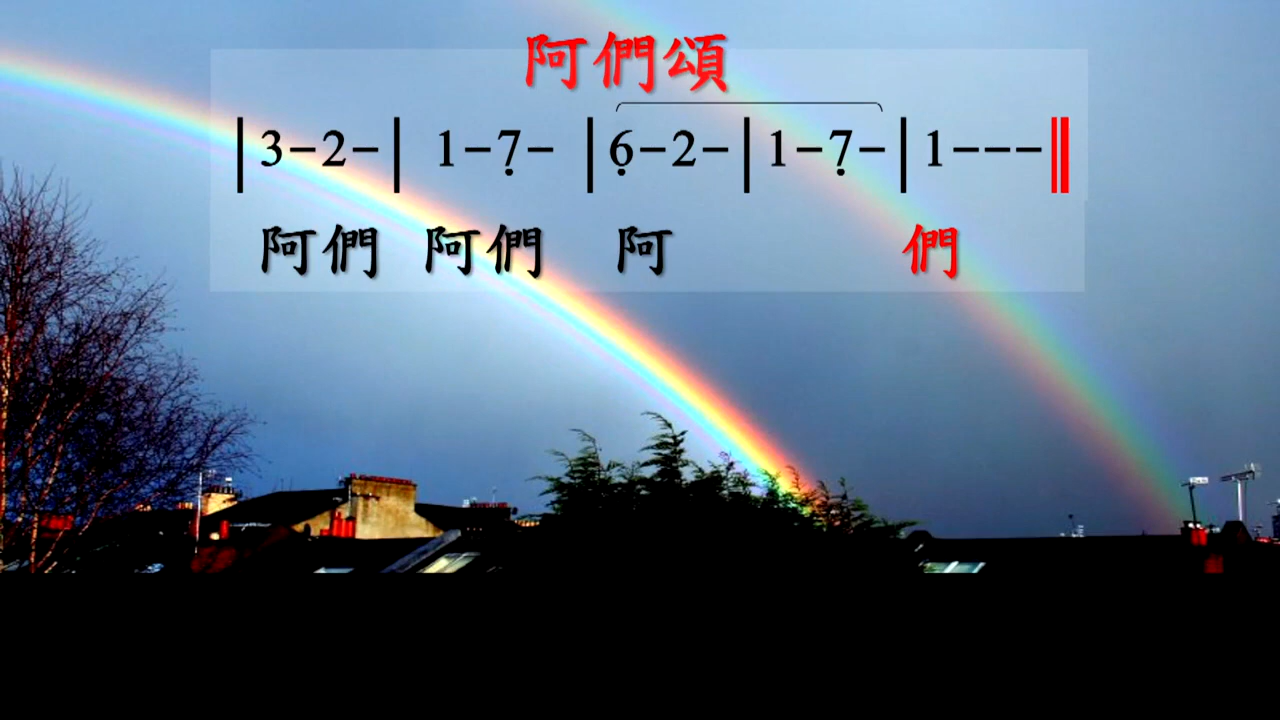 阿們頌
|3-2-| 1-7̣- |6̣-2-|1-7̣-|1---‖
阿們 阿們 阿 們